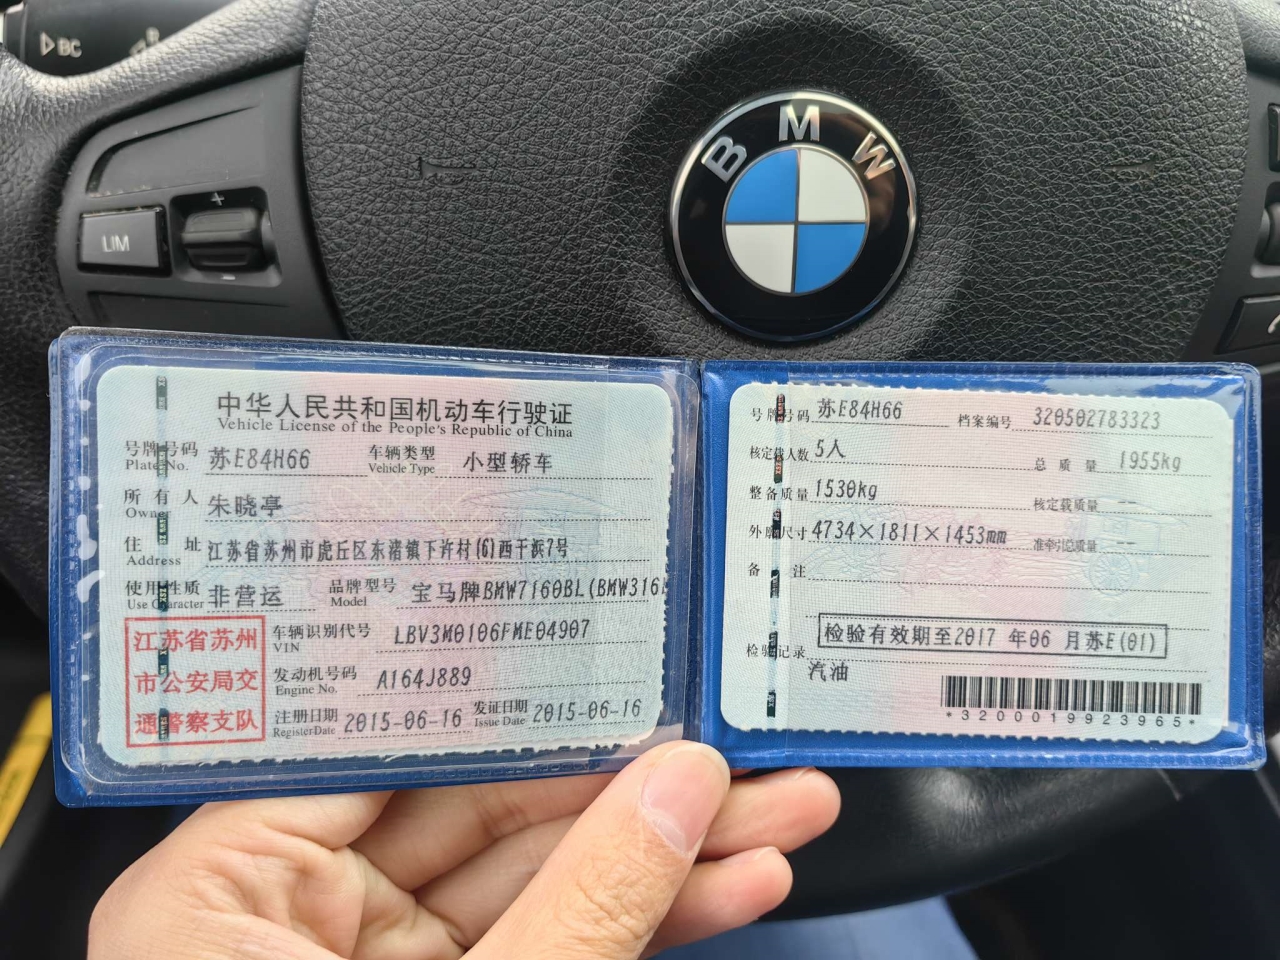 BC
LIM
+
−
BMW
中华人民共和国机动车行驶证
Vehicle License of the People's Republic of China
号牌号码 苏E84H66 车辆类型 小型轿车
Plate No. Vehicle Type
所有人 朱晓亭
Owner
住址 江苏省苏州市虎丘区东渚镇下许村(6)西干浜7号
Address
使用性质 非营运 品牌型号 宝马牌BMW7160BL(BMW316
Use Character Model
江苏省苏州
市公安局交
通警察支队
车辆识别代号 LBV3M0106FME04907
VIN
发动机号码 A164J889
Engine No.
注册日期 2015-06-16 发证日期 2015-06-16
Register Date Issue Date
号牌号码 苏E84H66 档案编号 320502783323
核定载人数 5人 总质量 1955kg
整备质量 1530kg 核定载质量 --
外廓尺寸 4734×1811×1453mm 准牵引总质量 --
备注
检验记录 检验有效期至2017 年06 月苏E(01)
汽油
*3200019923965*